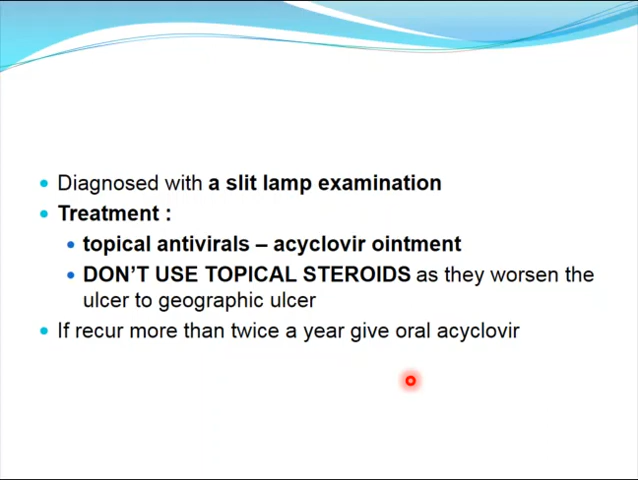 Diagnosed with a slit lamp examination
Treatment :
topical antivirals – acyclovir ointment
DON'T USE TOPICAL STEROIDS as they worsen the
ulcer to geographic ulcer
If recur more than twice a year give oral acyclovir